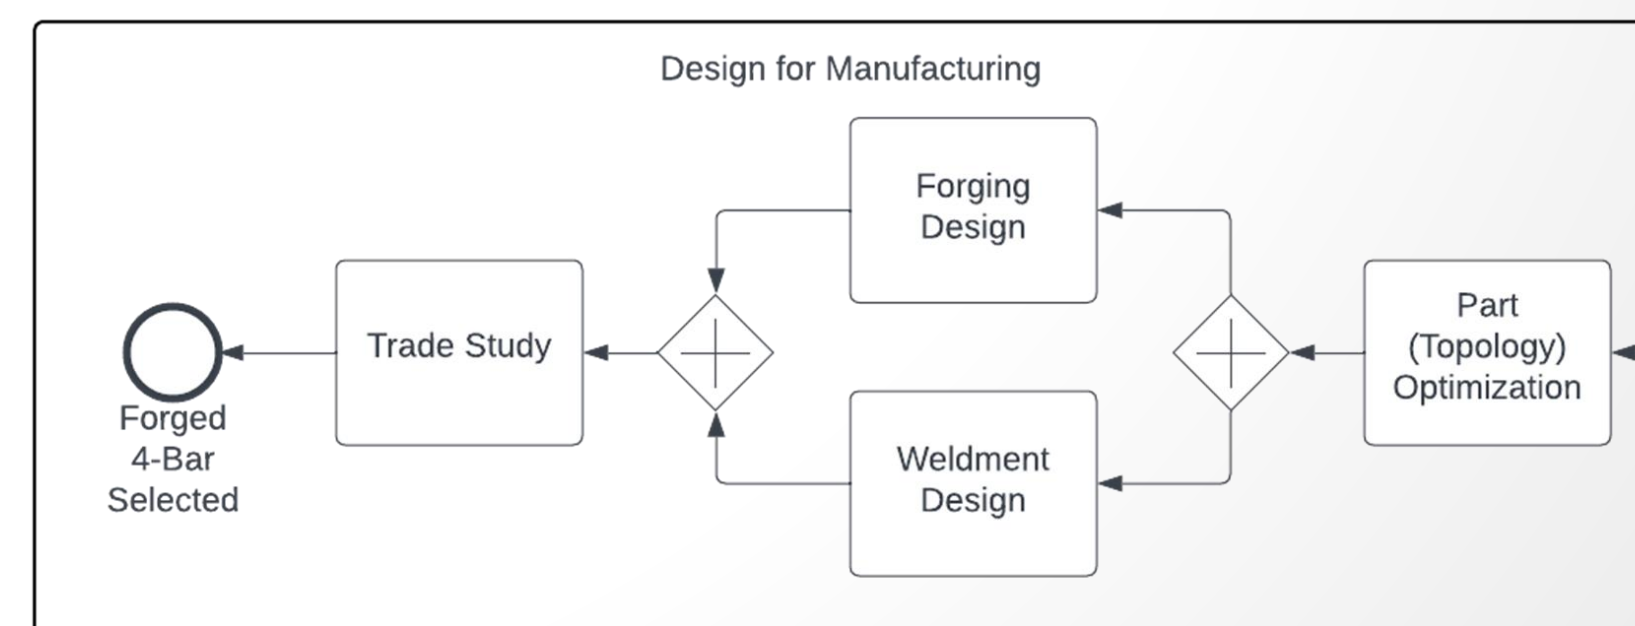 Design for Manufacturing
Forging
Design
Trade Study
Part
(Topology)
Optimization
Forged
4-Bar
Selected
Weldment
Design